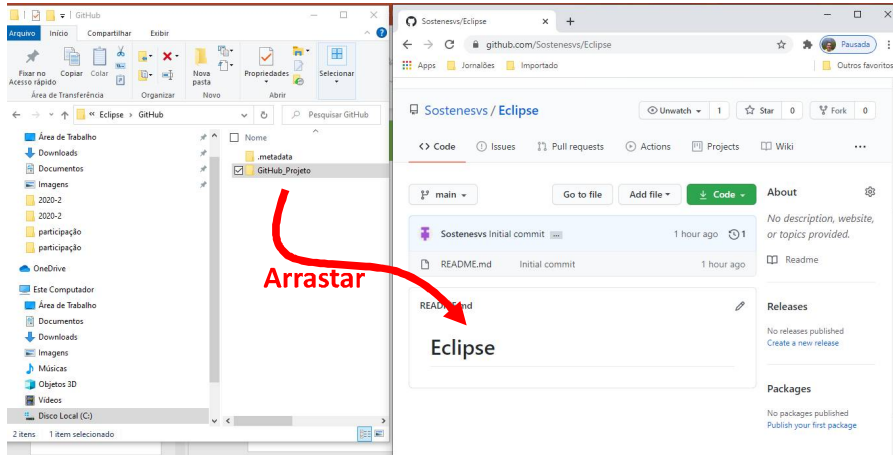 GitHub
Arquivo Início Compartilhar Exibir
Fixar no Acesso rápido
Copiar
Colar
Nova pasta
Propriedades
Selecionar
Área de Transferência Organizar Novo Abrir
« Eclipse › GitHub
Pesquisar GitHub
Área de Trabalho
Downloads
Documentos
Imagens
2020-2
2020-2
participação
participação
OneDrive
Este Computador
Área de Trabalho
Documentos
Downloads
Imagens
Músicas
Objetos 3D
Vídeos
Disco Local (C:)
Nome
.metadata
GitHub_Projeto
2 itens 1 item selecionado
Arrastar
Sostenesvs/Eclipse
github.com/Sostenesvs/Eclipse
Pausada
Apps Jornalões Importado Outros favoritos
Sostenesvs / Eclipse
Unwatch 1 Star 0 Fork 0
<> Code Issues Pull requests Actions Projects Wiki ...
main Go to file Add file Code
Sostenesvs Initial commit ... 1 hour ago 1
README.md Initial commit 1 hour ago
Eclipse
About
No description, website,
or topics provided.
Readme
Releases
No releases published
Create a new release
Packages
No packages published
Publish your first package